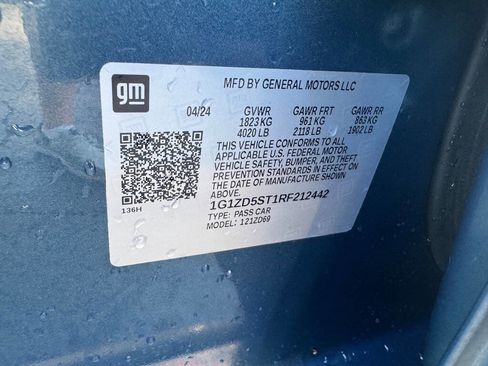 gm
MFD BY GENERAL MOTORS LLC
04/24 GVWR GAWR FRT GAWR RR
1823 KG 961 KG 863 KG
4020 LB 2118 LB 1902 LB
THIS VEHICLE CONFORMS TO ALL
APPLICABLE U.S. FEDERAL MOTOR
VEHICLE SAFETY, BUMPER, AND THEFT
PREVENTION STANDARDS IN EFFECT ON
THE DATE OF MANUFACTURE SHOWN
ABOVE.
1G1ZD5ST1RF212442
TYPE: PASS CAR
MODEL: 121ZD69
136H